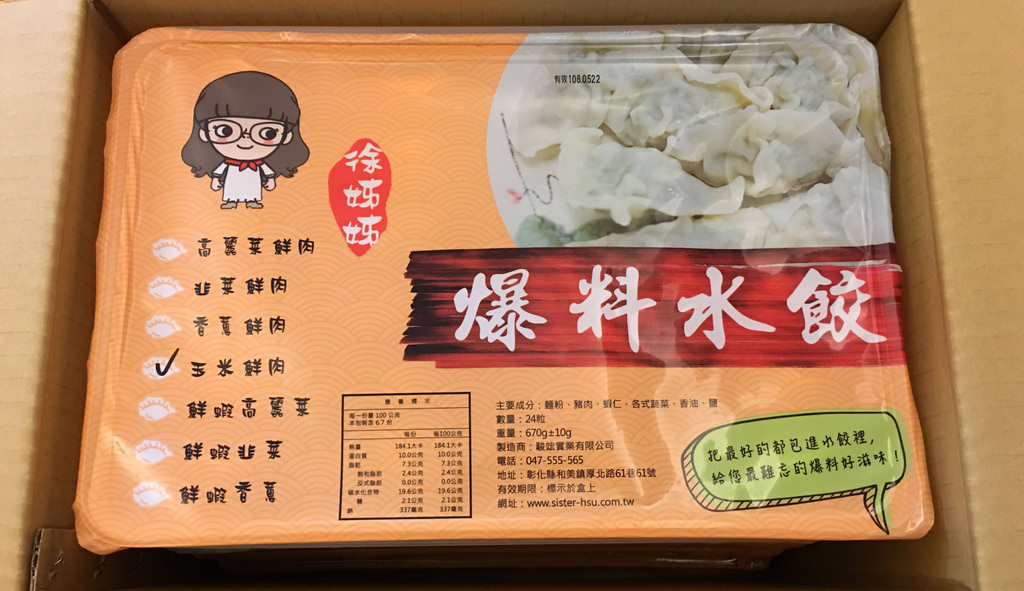 有效108.0522
徐姊姊
高麗菜鮮肉
韭菜鮮肉
香蕈鮮肉
玉米鮮肉
鮮蝦高麗菜
鮮蝦韭菜
鮮蝦香蕈
爆料水餃
營養標示
每一份量 100 公克
本包裝含 6.7 份
每份 每100公克
熱量 184.1大卡 184.1大卡
蛋白質 10.0公克 10.0公克
脂肪 7.3公克 7.3公克
飽和脂肪 2.4公克 2.4公克
反式脂肪 0.0公克 0.0公克
碳水化合物 19.6公克 19.6公克
糖 2.1公克 2.1公克
鈉 337毫克 337毫克
主要成分：麵粉、豬肉、蝦仁、各式蔬菜、香油、鹽
數量：24粒
重量：670g±10g
製造商：駿竤實業有限公司
電話：047-555-565
地址：彰化縣和美鎮厚北路61巷61號
有效期限：標示於盒上
網址：www.sister-hsu.com.tw
把最好的都包進水餃裡，
給您最難忘的爆料好滋味！